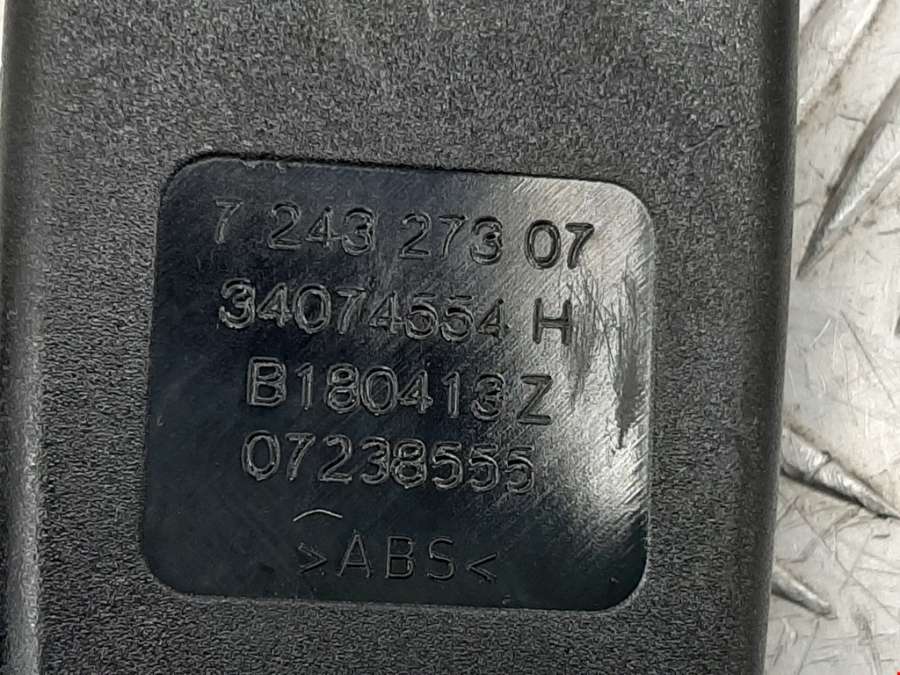 7 243 273 07
34074554 H
B180413Z
07238555
>ABS<